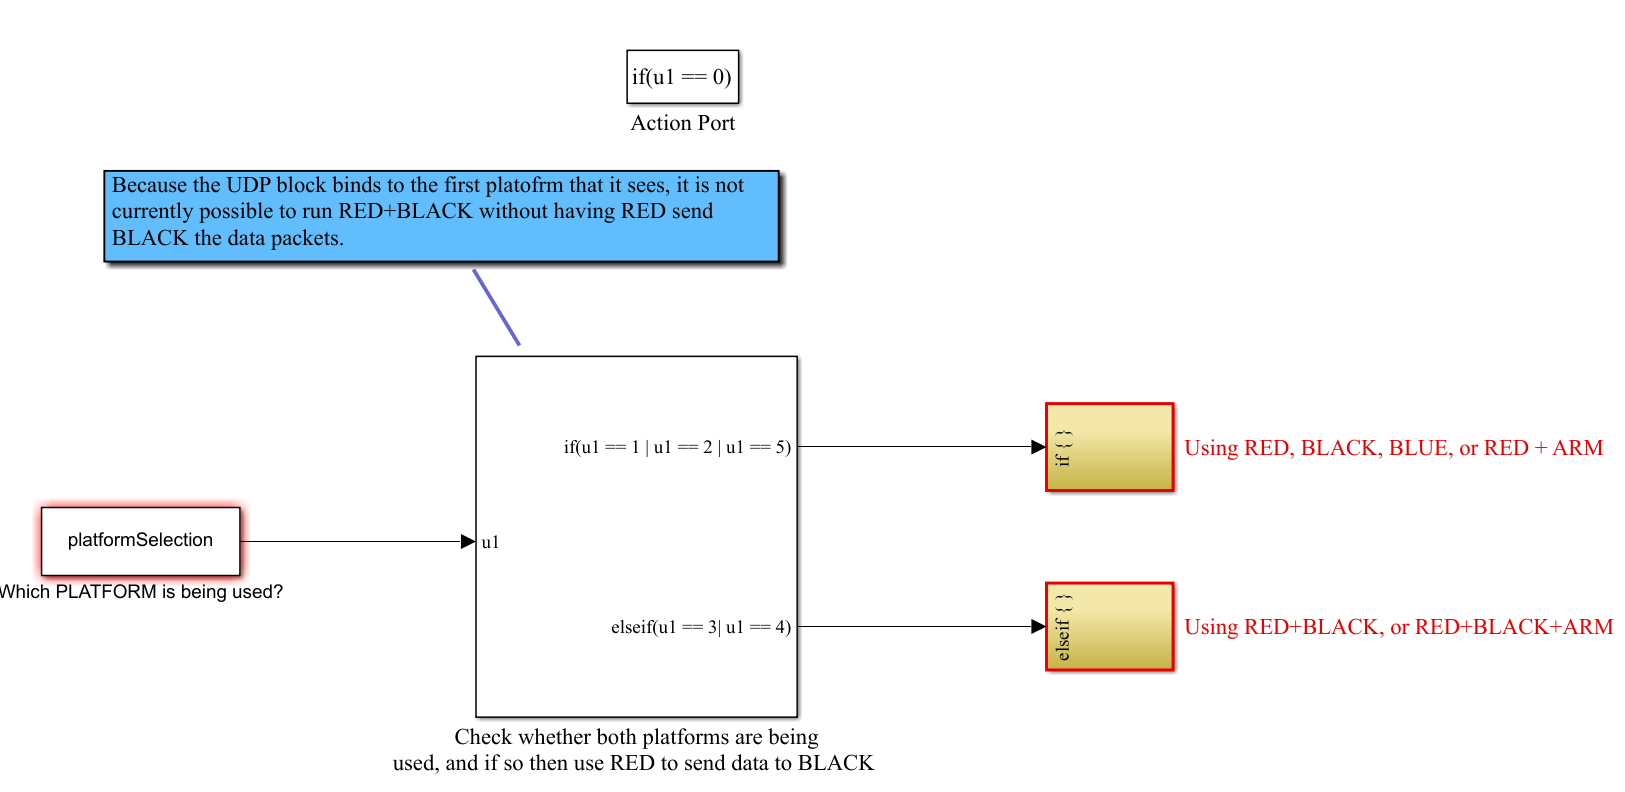 if(u1 == 0)
Action Port
Because the UDP block binds to the first platofrm that it sees, it is not
currently possible to run RED+BLACK without having RED send
BLACK the data packets.
if(u1 == 1 | u1 == 2 | u1 == 5)
if { }
Using RED, BLACK, BLUE, or RED + ARM
platformSelection
Which PLATFORM is being used?
u1
elseif(u1 == 3| u1 == 4)
elseif { }
Using RED+BLACK, or RED+BLACK+ARM
Check whether both platforms are being
used, and if so then use RED to send data to BLACK